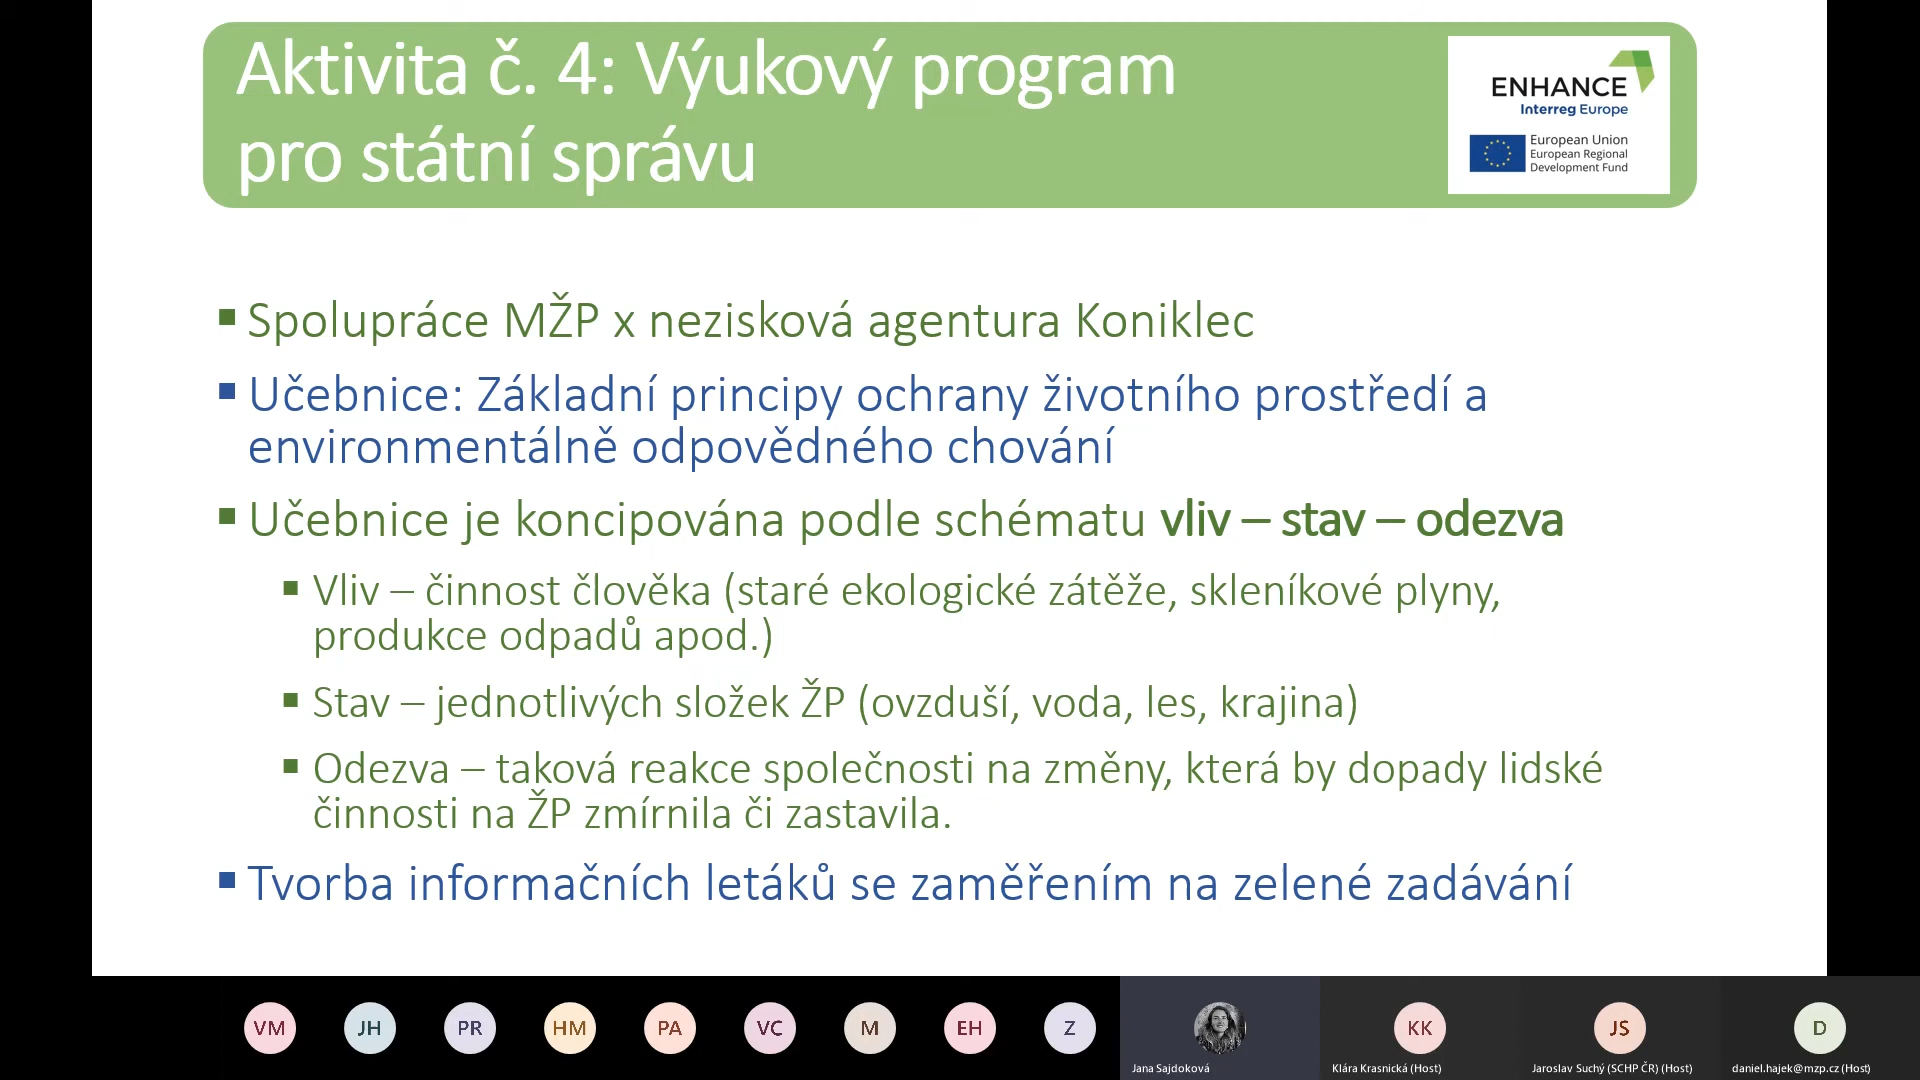 Aktivita č. 4: Výukový program
pro státní správu
ENHANCE
Interreg Europe
European Union
European Regional
Development Fund
Spolupráce MŽP x nezisková agentura Koniklec
Učebnice: Základní principy ochrany životního prostředí a
environmentálně odpovědného chování
Učebnice je koncipována podle schématu vliv – stav – odezva
Vliv – činnost člověka (staré ekologické zátěže, skleníkové plyny,
produkce odpadů apod.)
Stav – jednotlivých složek ŽP (ovzduší, voda, les, krajina)
Odezva – taková reakce společnosti na změny, která by dopady lidské
činnosti na ŽP zmírnila či zastavila.
Tvorba informačních letáků se zaměřením na zelené zadávání
VM JH PR HM PA VC M EH Z KK JS D
Jana Sajdoková Klára Krasnická (Host) Jaroslav Suchý (SCHP ČR) (Host) daniel.hajek@mzp.cz (Host)